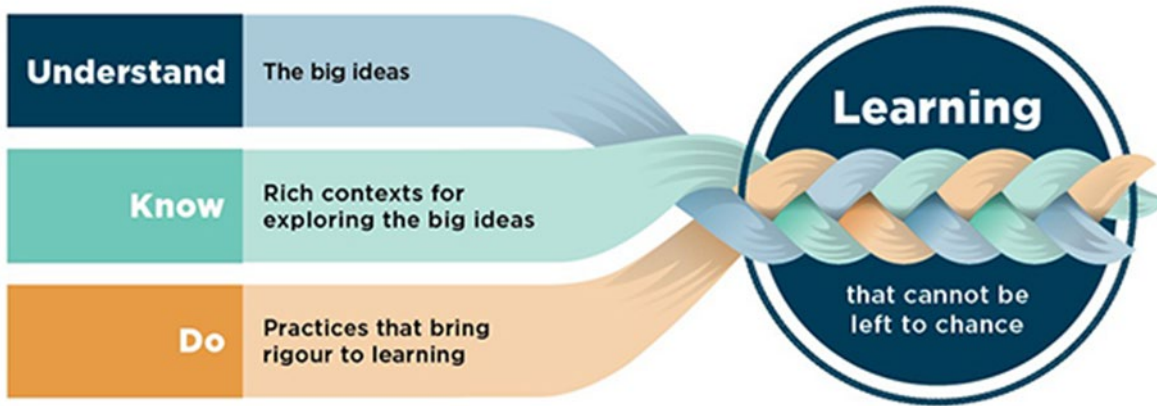 Understand
The big ideas
Know
Rich contexts for
exploring the big ideas
Do
Practices that bring
rigour to learning
Learning
that cannot be
left to chance